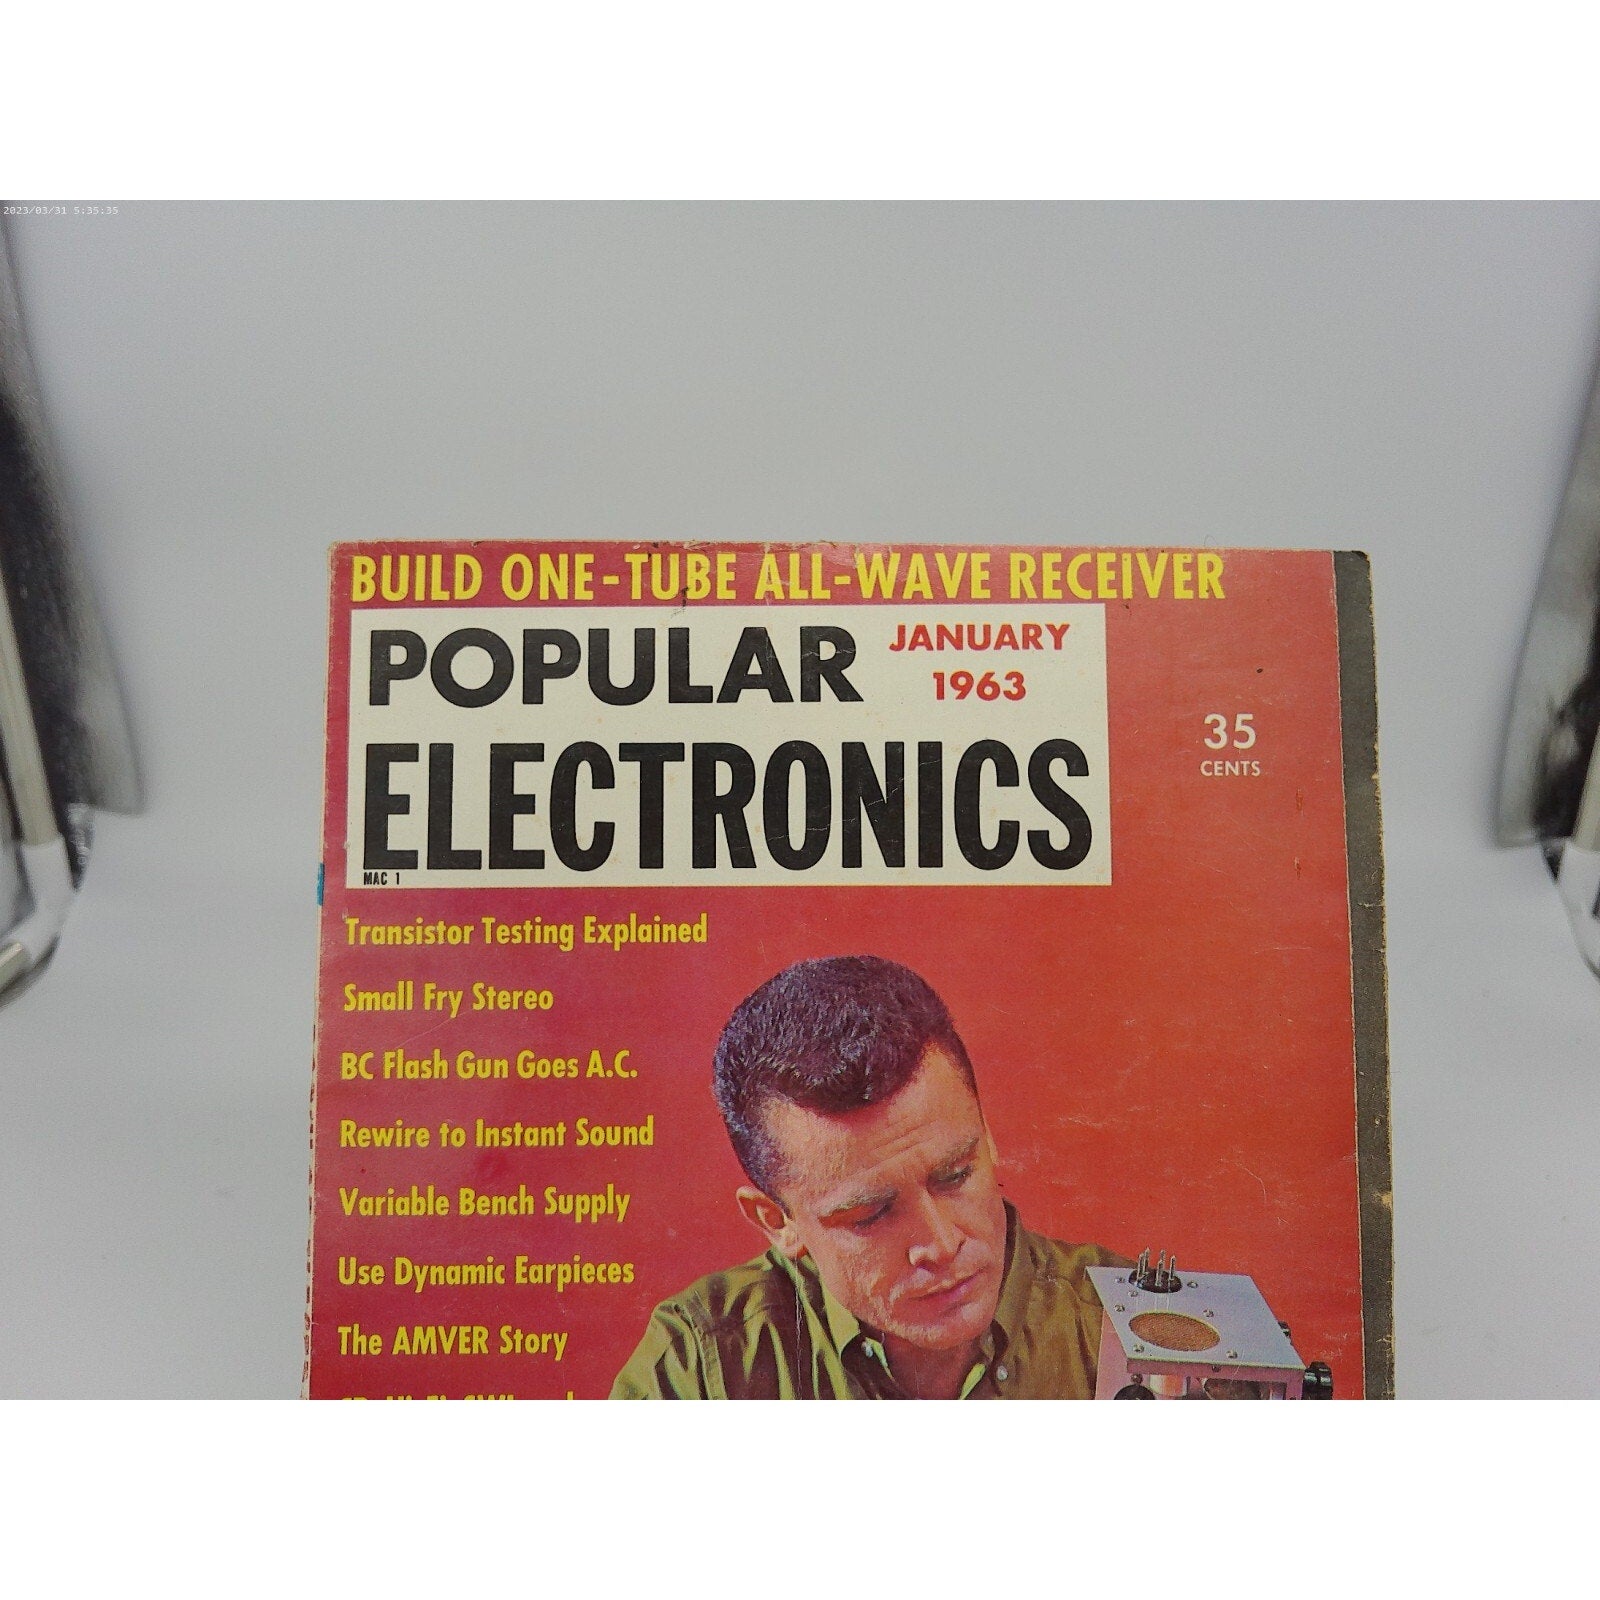 2023/03/31 5:35:35
BUILD ONE-TUBE ALL-WAVE RECEIVER
POPULAR
JANUARY
1963
ELECTRONICS
MAC 1
35
CENTS
Transistor Testing Explained
Small Fry Stereo
BC Flash Gun Goes A.C.
Rewire to Instant Sound
Variable Bench Supply
Use Dynamic Earpieces
The AMVER Story